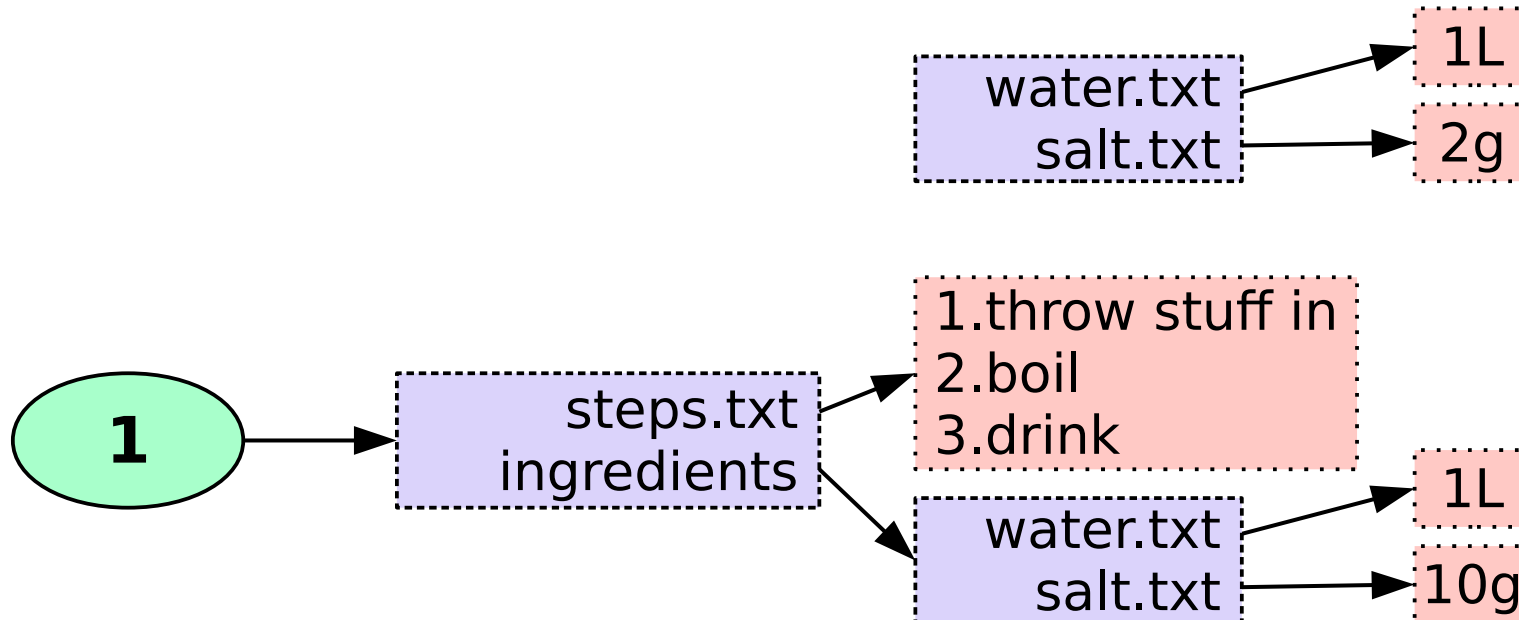 water.txt
salt.txt
1L
2g
1
steps.txt
ingredients
1.throw stuff in
2.boil
3.drink
water.txt
salt.txt
1L
10g